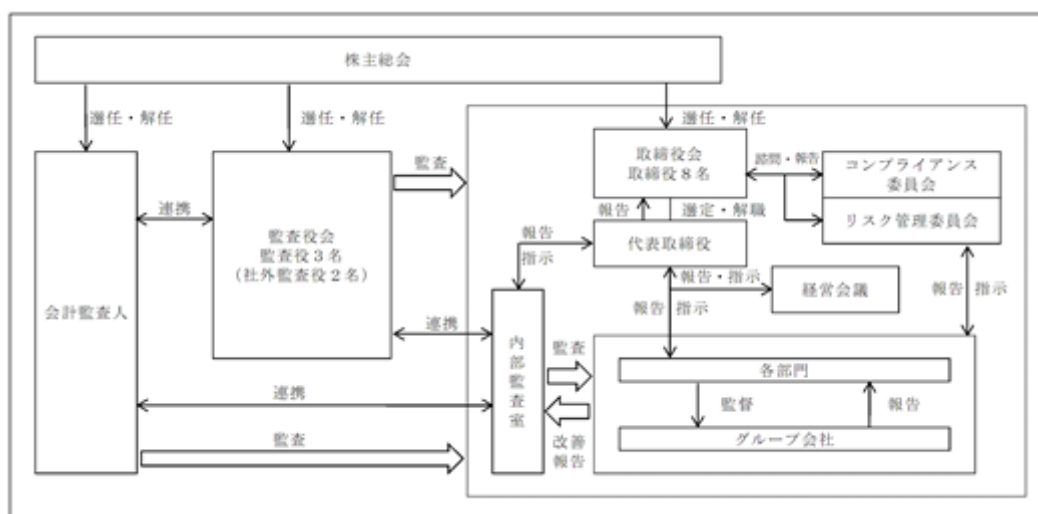 株主総会
選任・解任
選任・解任
選任・解任
取締役会
取締役8名
諮問・報告
コンプライアンス
委員会
リスク管理委員会
監査
連携
報告
選定・解職
代表取締役
報告
指示
監査役会
監査役3名
(社外監査役2名)
報告・指示
経営会議
報告
指示
報告
指示
会計監査人
連携
内部監査室
監査
各部門
監督
報告
連携
グループ会社
改善
報告
監査